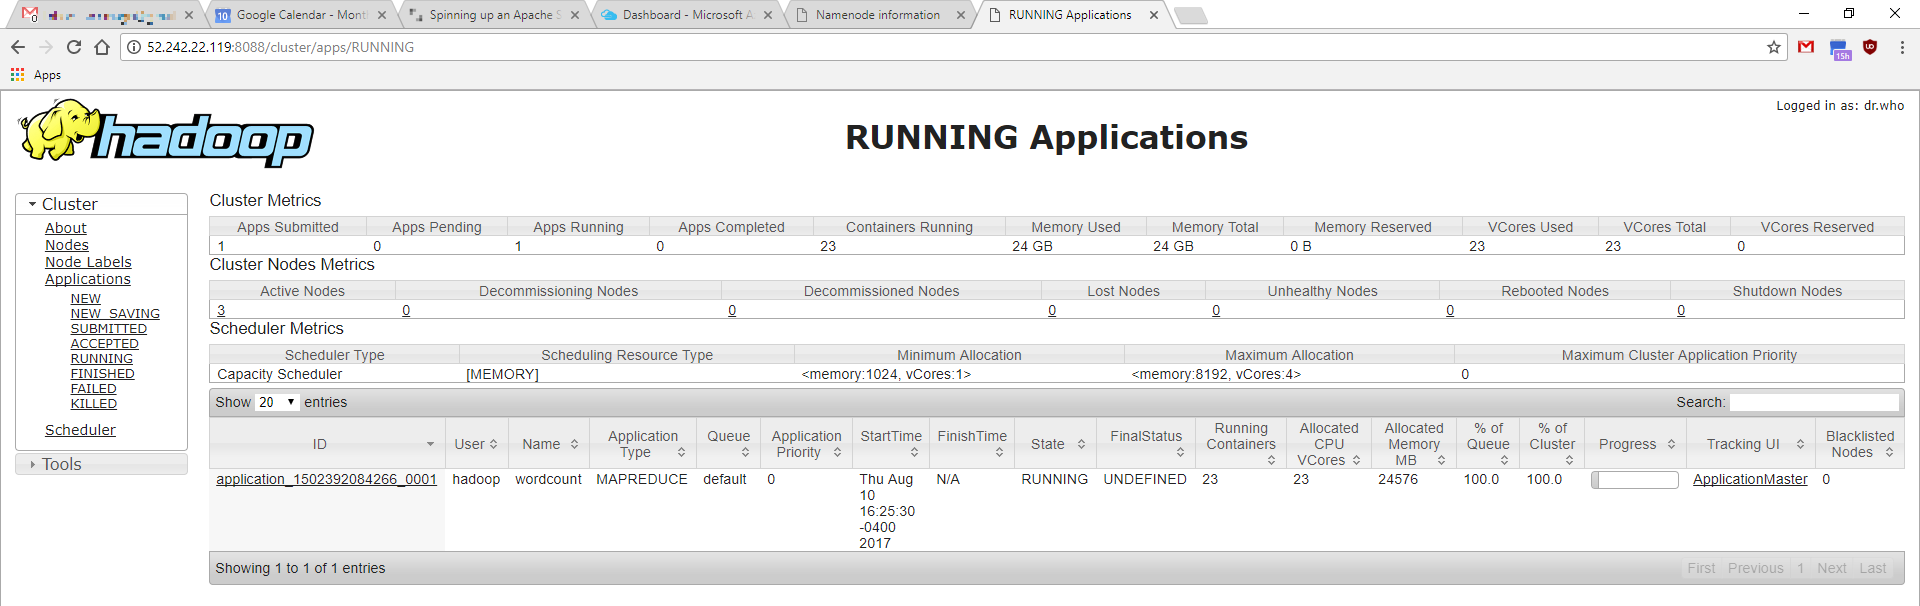 Google Calendar - Mont
Spinning up an Apache S
Dashboard - Microsoft A
Namenode information
RUNNING Applications
52.242.22.119:8088/cluster/apps/RUNNING
15h
Apps
hadoop
Logged in as: dr.who
RUNNING Applications
Cluster
About
Nodes
Node Labels
Applications
NEW
NEW_SAVING
SUBMITTED
ACCEPTED
RUNNING
FINISHED
FAILED
KILLED
Scheduler
Tools
Cluster Metrics
Apps Submitted Apps Pending Apps Running Apps Completed Containers Running Memory Used Memory Total Memory Reserved VCores Used VCores Total VCores Reserved
1 0 1 0 23 24 GB 24 GB 0 B 23 23 0
Cluster Nodes Metrics
Active Nodes Decommissioning Nodes Decommissioned Nodes Lost Nodes Unhealthy Nodes Rebooted Nodes Shutdown Nodes
3 0 0 0 0 0 0
Scheduler Metrics
Scheduler Type Scheduling Resource Type Minimum Allocation Maximum Allocation Maximum Cluster Application Priority
Capacity Scheduler [MEMORY] <memory:1024, vCores:1> <memory:8192, vCores:4> 0
Show 20 entries Search:
ID User Name Application Type Queue Application Priority StartTime FinishTime State FinalStatus Running Containers Allocated CPU VCores Allocated Memory MB % of Queue % of Cluster Progress Tracking UI Blacklisted Nodes
application_1502392084266_0001 hadoop wordcount MAPREDUCE default 0 Thu Aug 10 16:25:30 -0400 2017 N/A RUNNING UNDEFINED 23 23 24576 100.0 100.0 ApplicationMaster 0
Showing 1 to 1 of 1 entries First Previous 1 Next Last